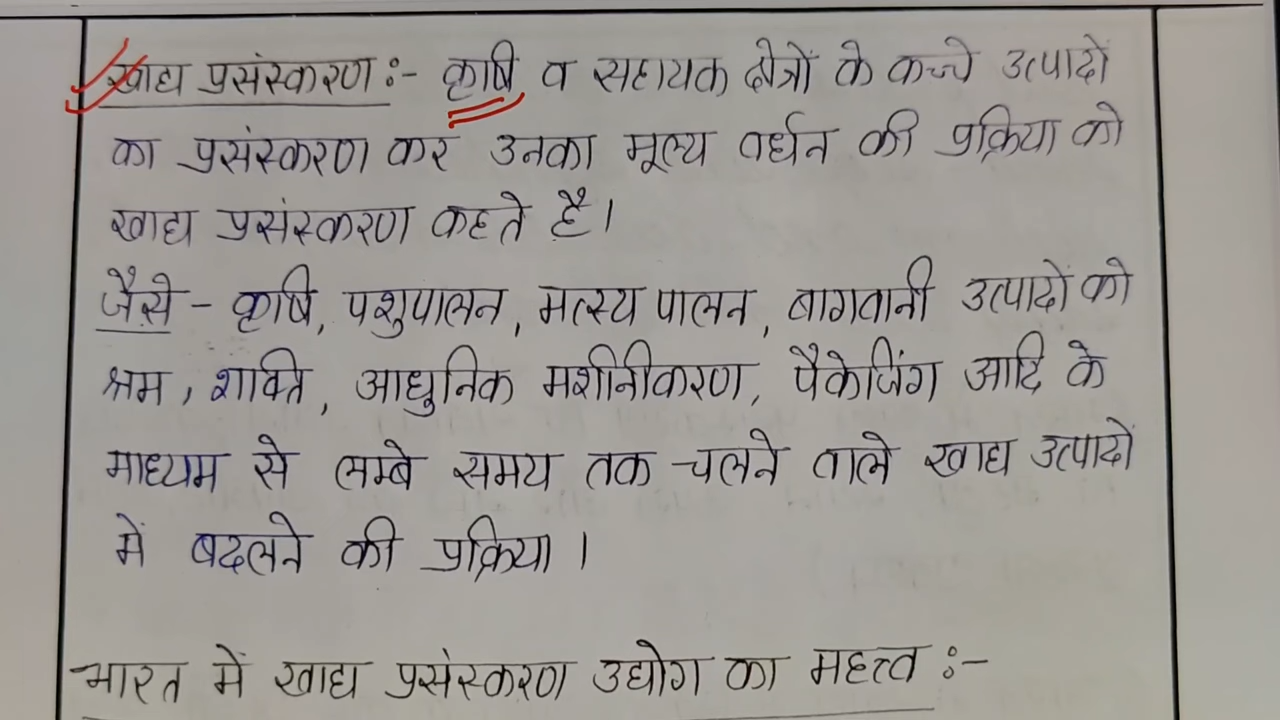 खाद्य प्रसंस्करण :- कृषि व सहायक क्षेत्रों के कच्चे उत्पादों
का प्रसंस्करण कर उनका मूल्य वर्धन की प्रक्रिया को
खाद्य प्रसंस्करण कहते है।
जैसे - कृषि, पशुपालन, मत्स्य पालन, बागवानी उत्पादों को
श्रम, शक्ति, आधुनिक मशीनीकरण, पैकेजिंग आदि के
माध्यम से लम्बे समय तक चलने वाले खाद्य उत्पादों
में बदलने की प्रक्रिया।
भारत में खाद्य प्रसंस्करण उद्योग का महत्त्व :-